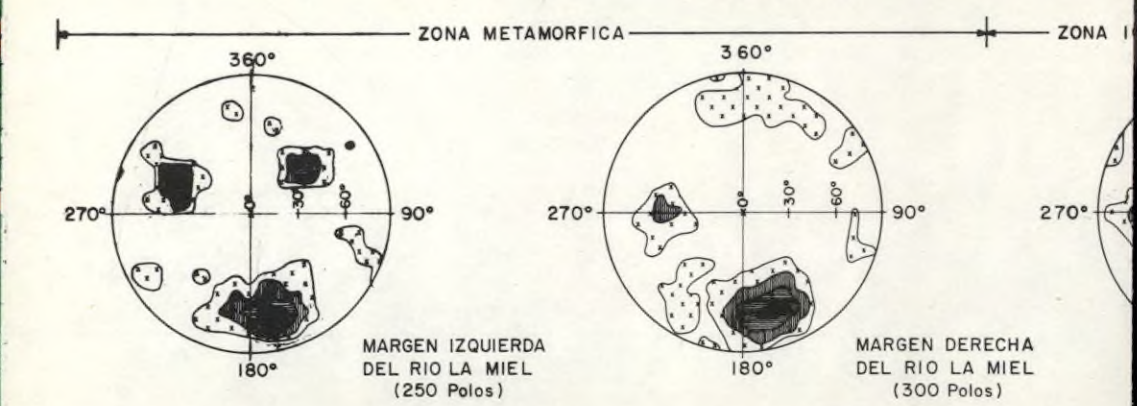 ZONA METAMORFICA
ZONA
360°
270°
0°
30°
60°
90°
180°
MARGEN IZQUIERDA
DEL RIO LA MIEL
(250 Polos)
360°
270°
0°
30°
60°
90°
180°
MARGEN DERECHA
DEL RIO LA MIEL
(300 Polos)
270°